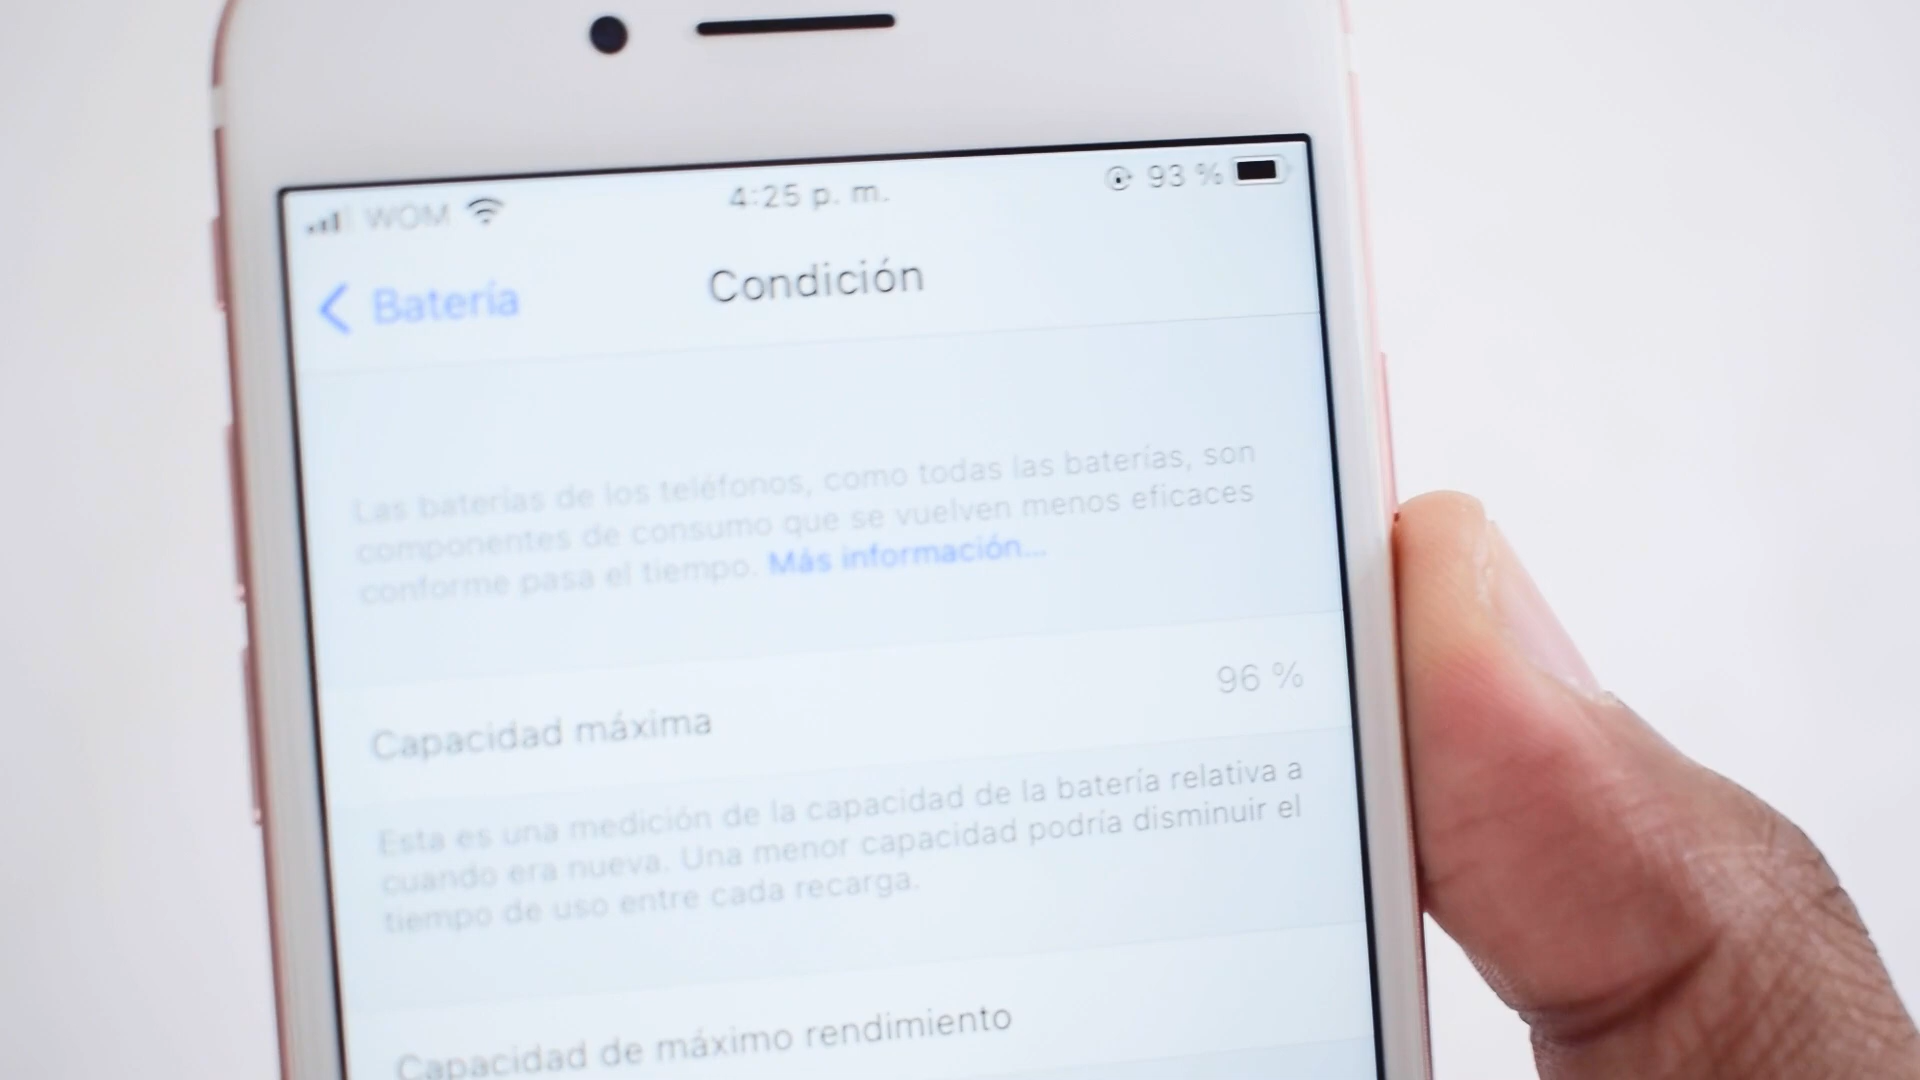 WOM 4:25 p. m. 93 %
Batería Condición
Las baterías de los teléfonos, como todas las baterías, son
componentes de consumo que se vuelven menos eficaces
conforme pasa el tiempo. Más información...
Capacidad máxima 96 %
Esta es una medición de la capacidad de la batería relativa a
cuando era nueva. Una menor capacidad podría disminuir el
tiempo de uso entre cada recarga.
Capacidad de máximo rendimiento